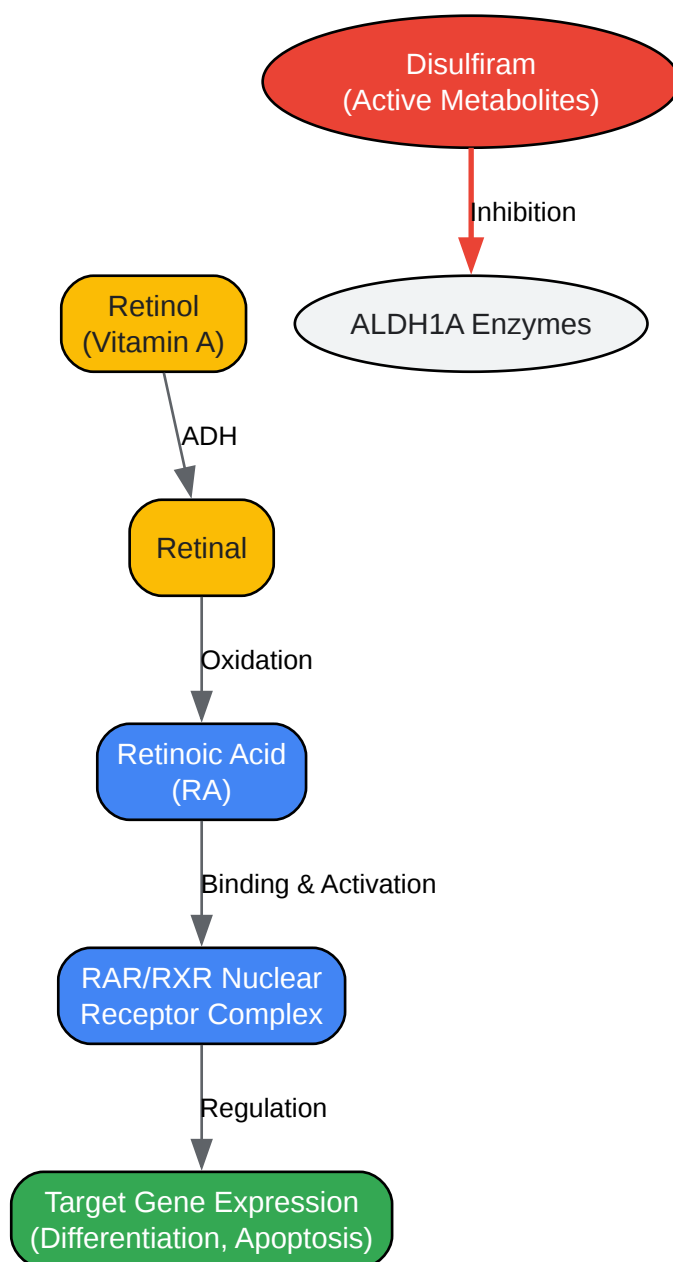 Disulfiram
(Active Metabolites)
Inhibition
Retinol
(Vitamin A)
ALDH1A Enzymes
ADH
Retinal
Oxidation
Retinoic Acid
(RA)
Binding & Activation
RAR/RXR Nuclear
Receptor Complex
Regulation
Target Gene Expression
(Differentiation, Apoptosis)